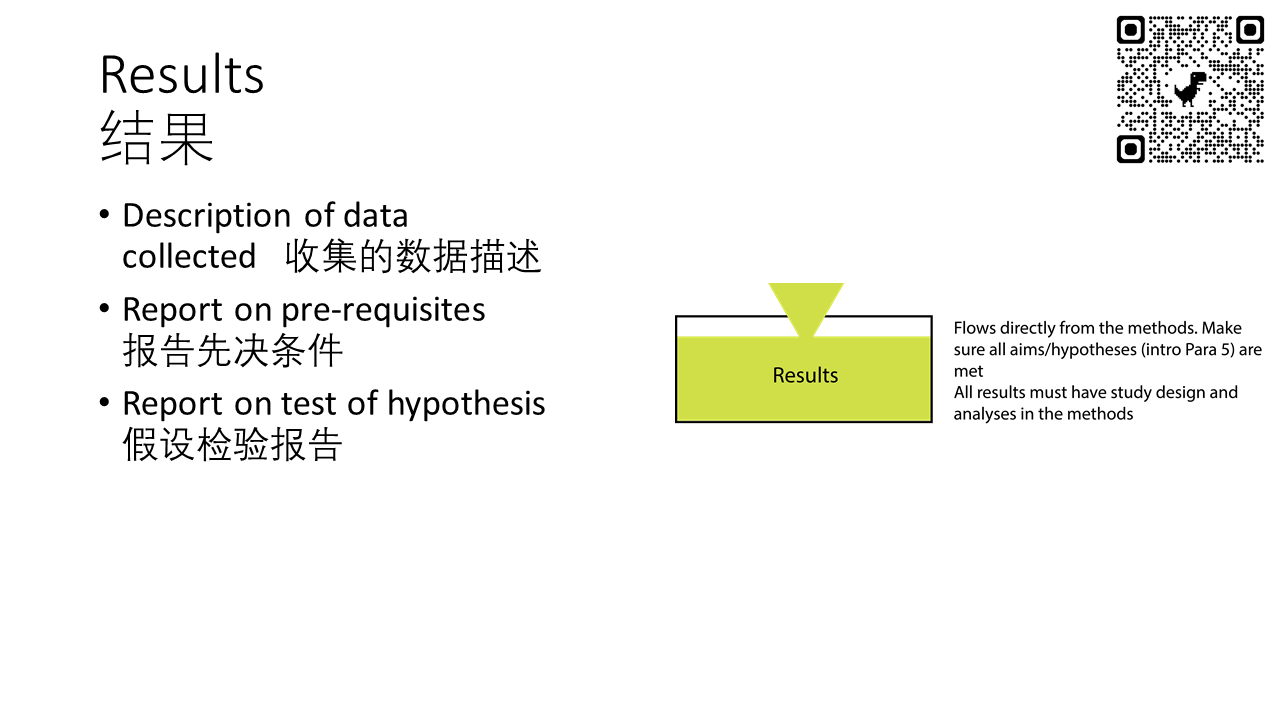 Results
结果
• Description of data
collected 收集的数据描述
• Report on pre-requisites
报告先决条件
• Report on test of hypothesis
假设检验报告
Results
Flows directly from the methods. Make
sure all aims/hypotheses (intro Para 5) are
met
All results must have study design and
analyses in the methods